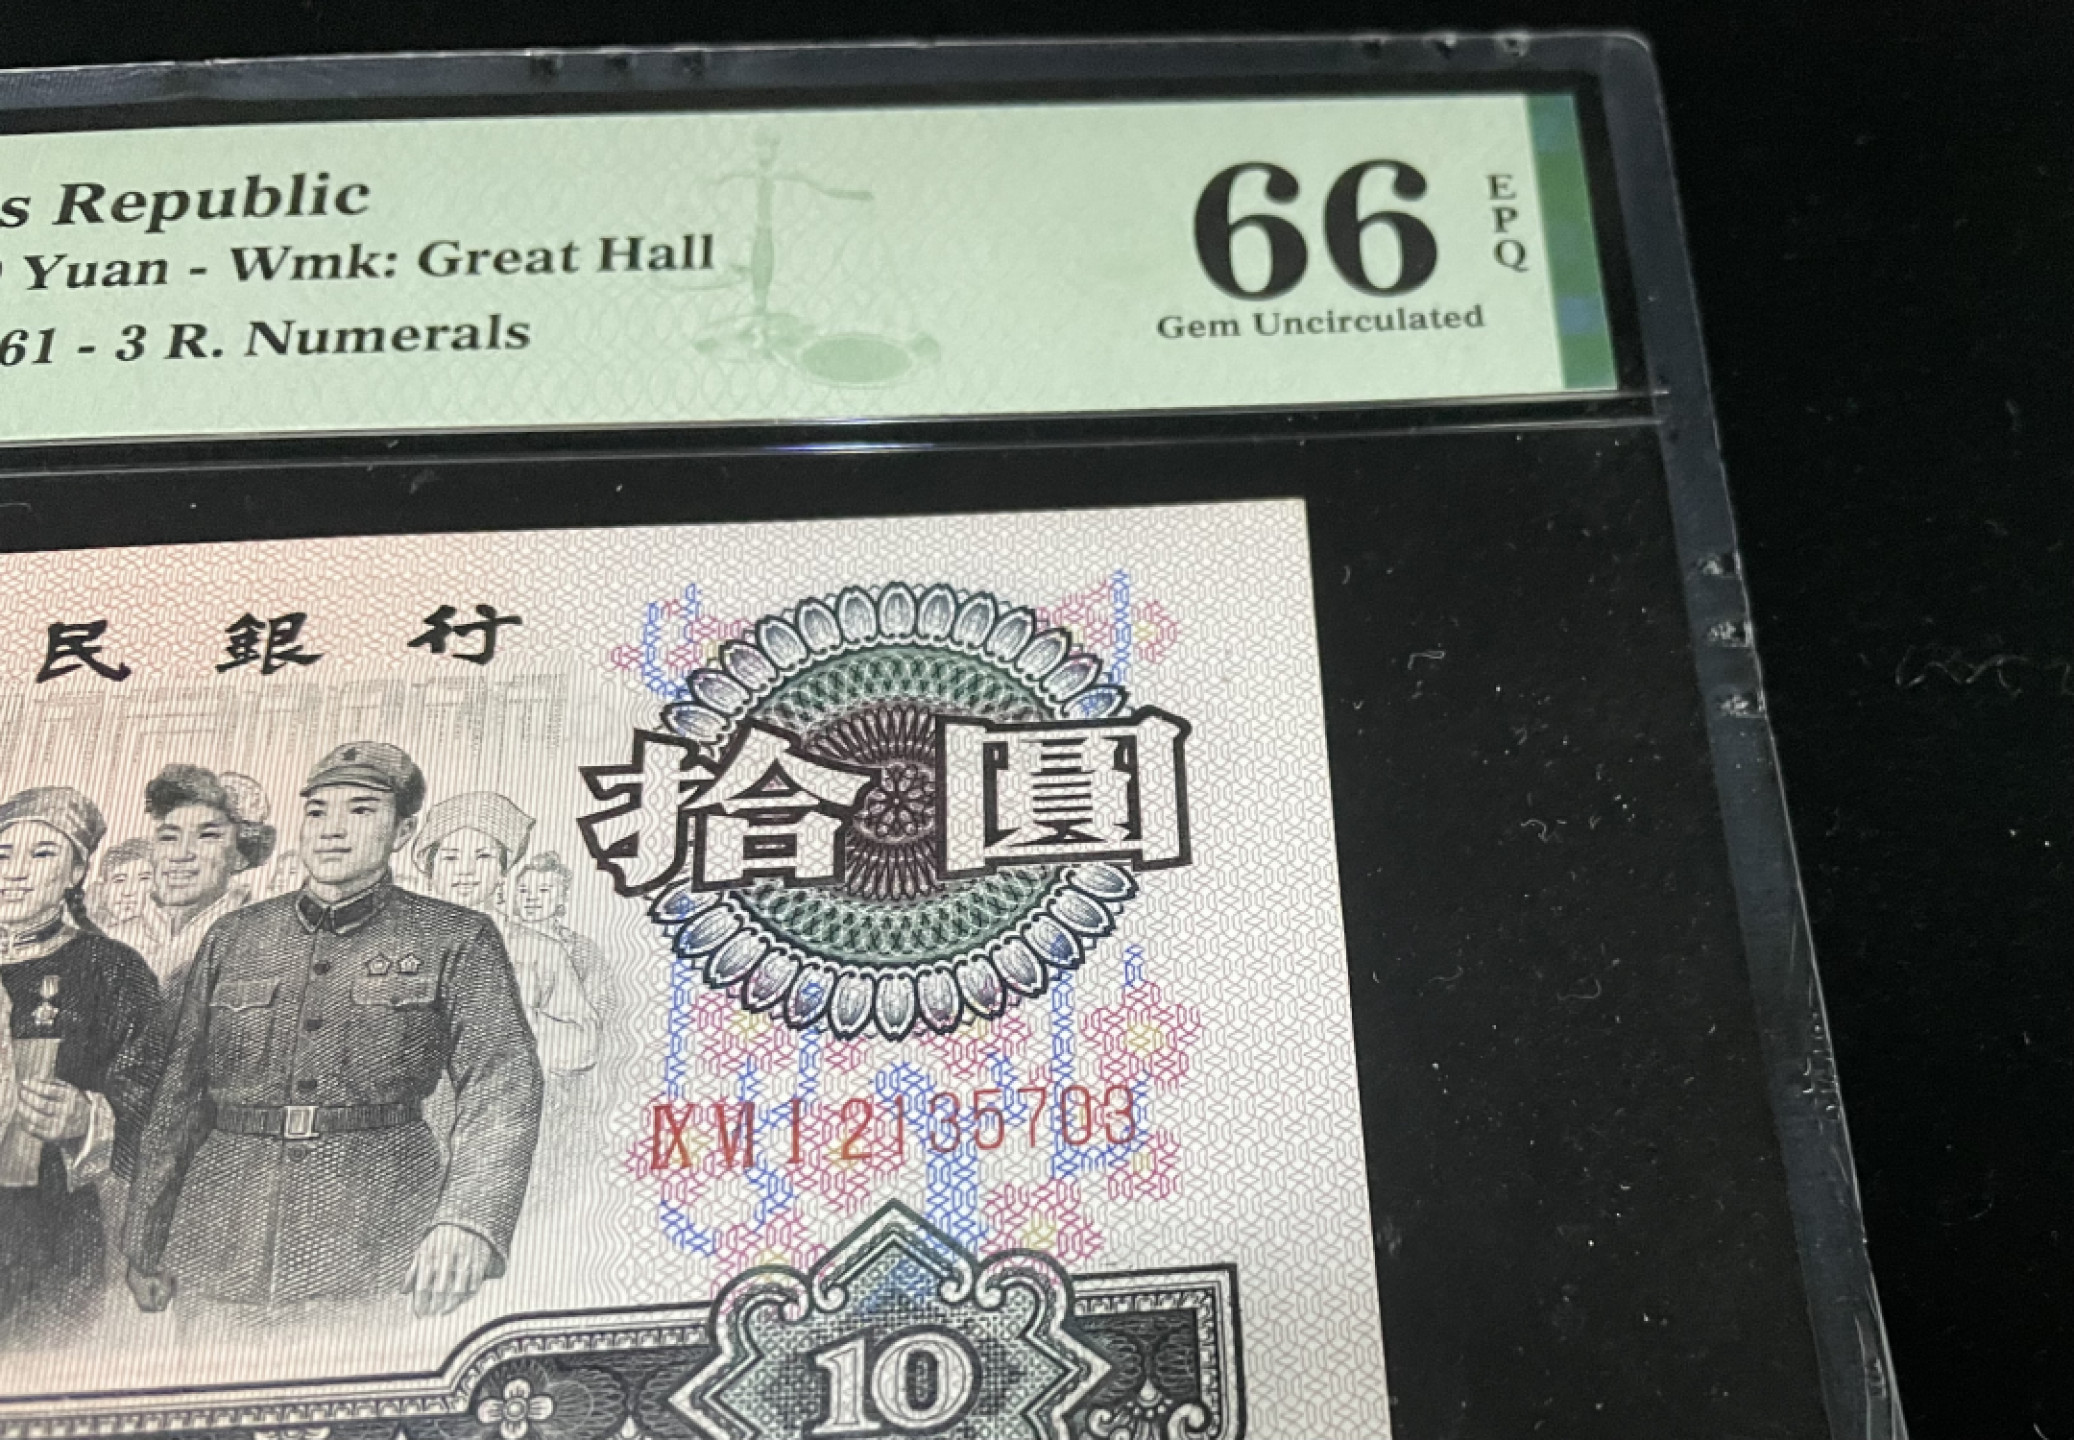 s Republic
Yuan - Wmk: Great Hall
61 - 3 R. Numerals
66
EPQ
Gem Uncirculated
民銀行
拾圓
IX VI I 2135703
10